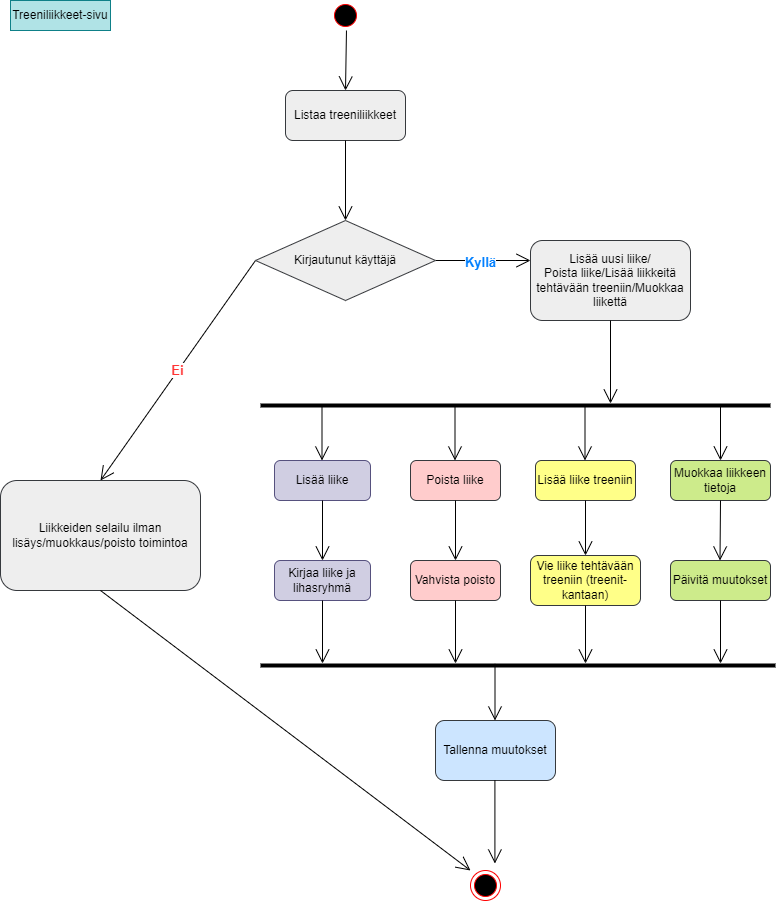 Treeniliikkeet-sivu
Listaa treeniliikkeet
Kirjautunut käyttäjä
Kyllä
Lisää uusi liike/
Poista liike/Lisää liikkeitä
tehtävään treeniin/Muokkaa
liikettä
Ei
Lisää liike
Poista liike
Lisää liike treeniin
Muokkaa liikkeen
tietoja
Liikkeiden selailu ilman
lisäys/muokkaus/poisto toimintoa
Kirjaa liike ja
lihasryhmä
Vahvista poisto
Vie liike tehtävään
treeniin (treenit-
kantaan)
Päivitä muutokset
Tallenna muutokset